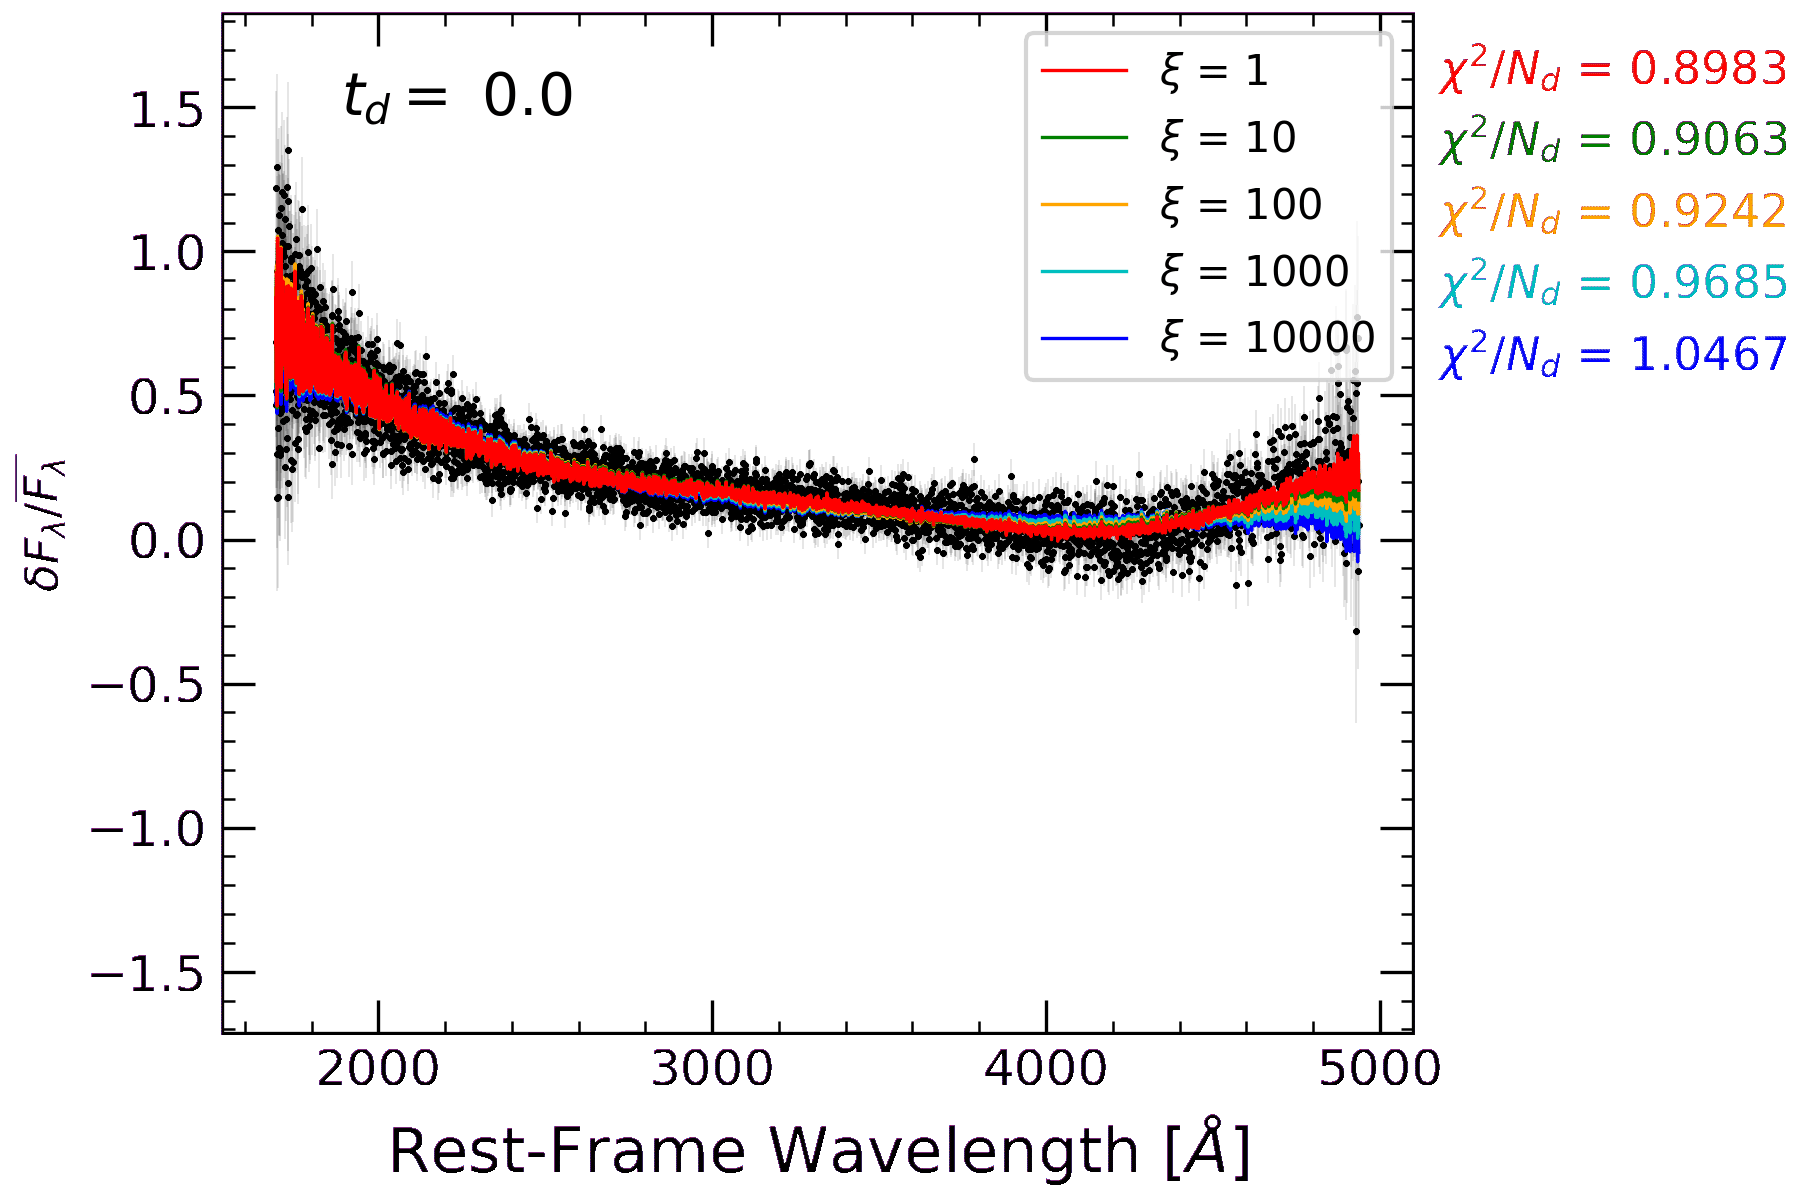 t_d = 0.0
ξ = 1
ξ = 10
ξ = 100
ξ = 1000
ξ = 10000
χ²/N_d = 0.8983
χ²/N_d = 0.9063
χ²/N_d = 0.9242
χ²/N_d = 0.9685
χ²/N_d = 1.0467
δF_λ/F̅_λ
1.5
1.0
0.5
0.0
−0.5
−1.0
−1.5
2000 3000 4000 5000
Rest-Frame Wavelength [Å]